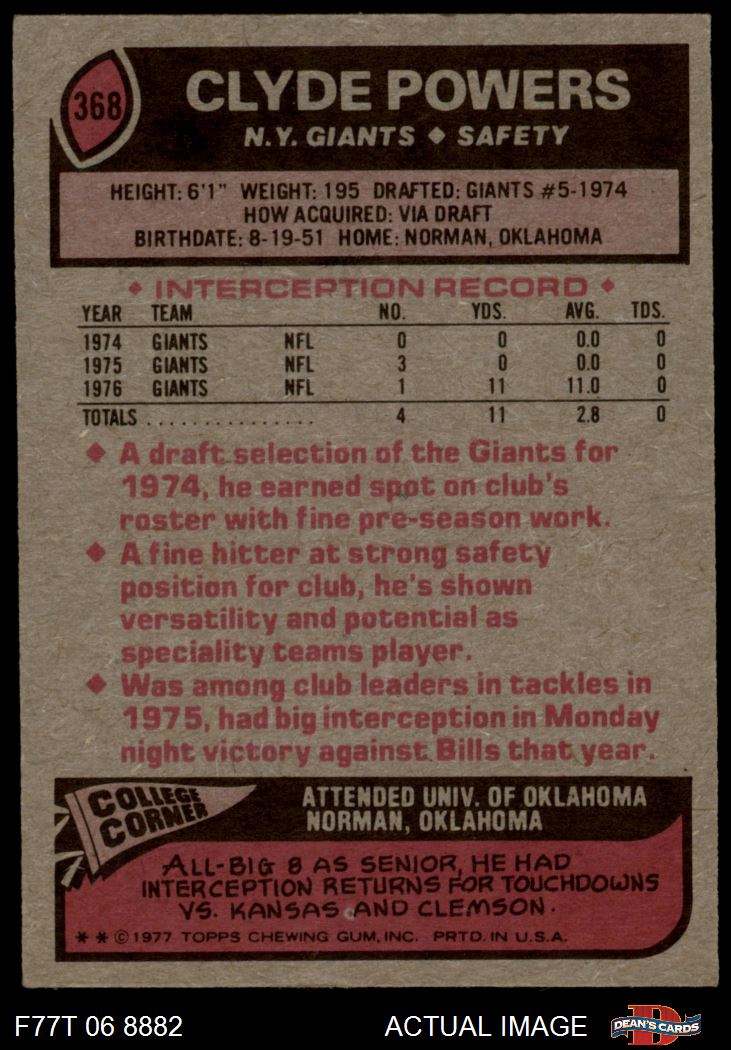 368
CLYDE POWERS
N.Y. GIANTS ♦ SAFETY
HEIGHT: 6'1" WEIGHT: 195 DRAFTED: GIANTS #5-1974
HOW ACQUIRED: VIA DRAFT
BIRTHDATE: 8-19-51 HOME: NORMAN, OKLAHOMA
♦ INTERCEPTION RECORD ♦
YEAR TEAM NO. YDS. AVG. TDS.
1974 GIANTS NFL 0 0 0.0 0
1975 GIANTS NFL 3 0 0.0 0
1976 GIANTS NFL 1 11 11.0 0
TOTALS . . . . . . . . . . . . . . . . 4 11 2.8 0
♦ A draft selection of the Giants for
1974, he earned spot on club's
roster with fine pre-season work.
♦ A fine hitter at strong safety
position for club, he's shown
versatility and potential as
speciality teams player.
♦ Was among club leaders in tackles in
1975, had big interception in Monday
night victory against Bills that year.
COLLEGE
CORNER
ATTENDED UNIV. OF OKLAHOMA
NORMAN, OKLAHOMA
ALL-BIG 8 AS SENIOR, HE HAD
INTERCEPTION RETURNS FOR TOUCHDOWNS
VS. KANSAS AND CLEMSON.
* * © 1977 TOPPS CHEWING GUM, INC. PRTD. IN U.S.A.
F77T 06 8882 ACTUAL IMAGE
D
DEAN'S CARDS